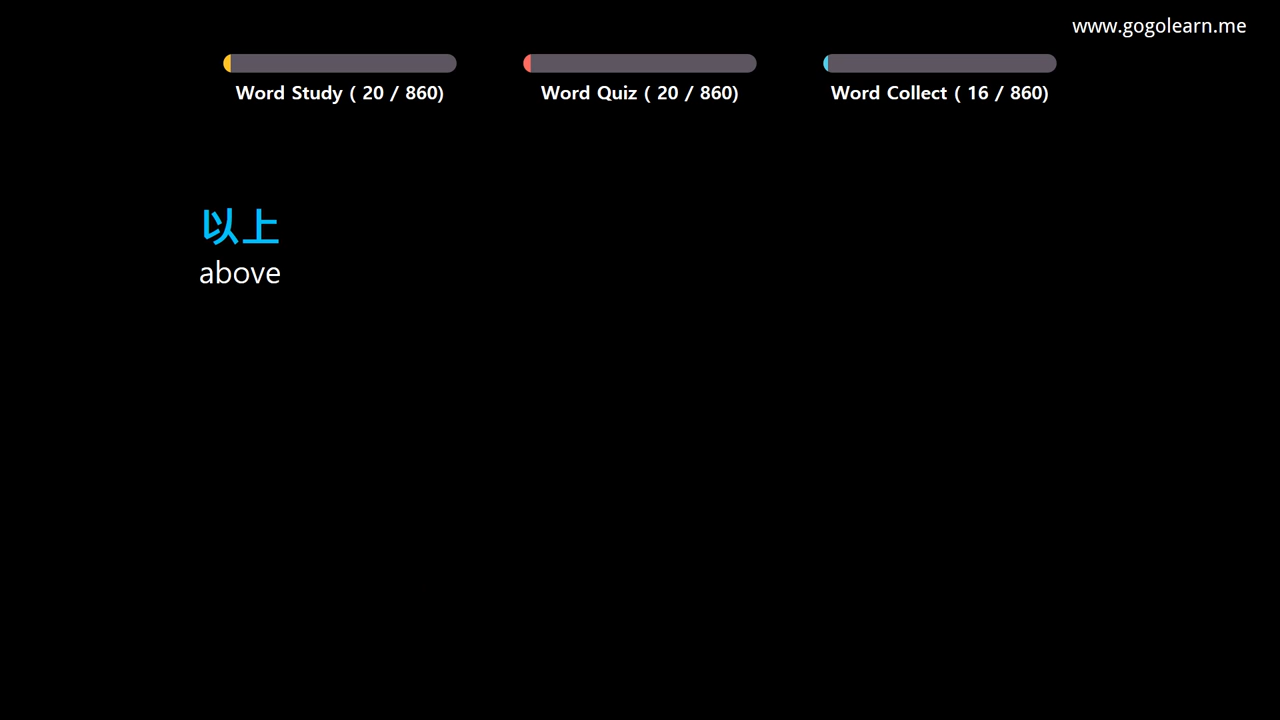 www.gogolearn.me
Word Study ( 20 / 860)
Word Quiz ( 20 / 860)
Word Collect ( 16 / 860)
以上
above